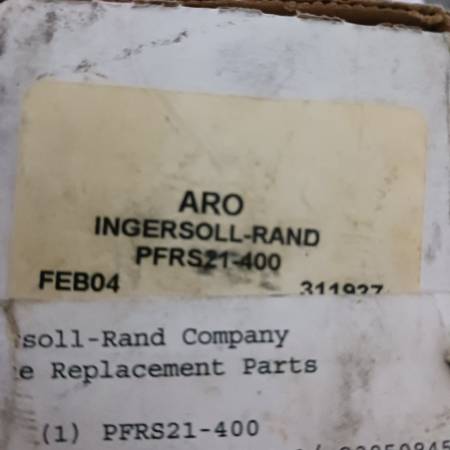 ARO
INGERSOLL-RAND
PFRS21-400
FEB04 311927
soll-Rand Company
e Replacement Parts
(1) PFRS21-400